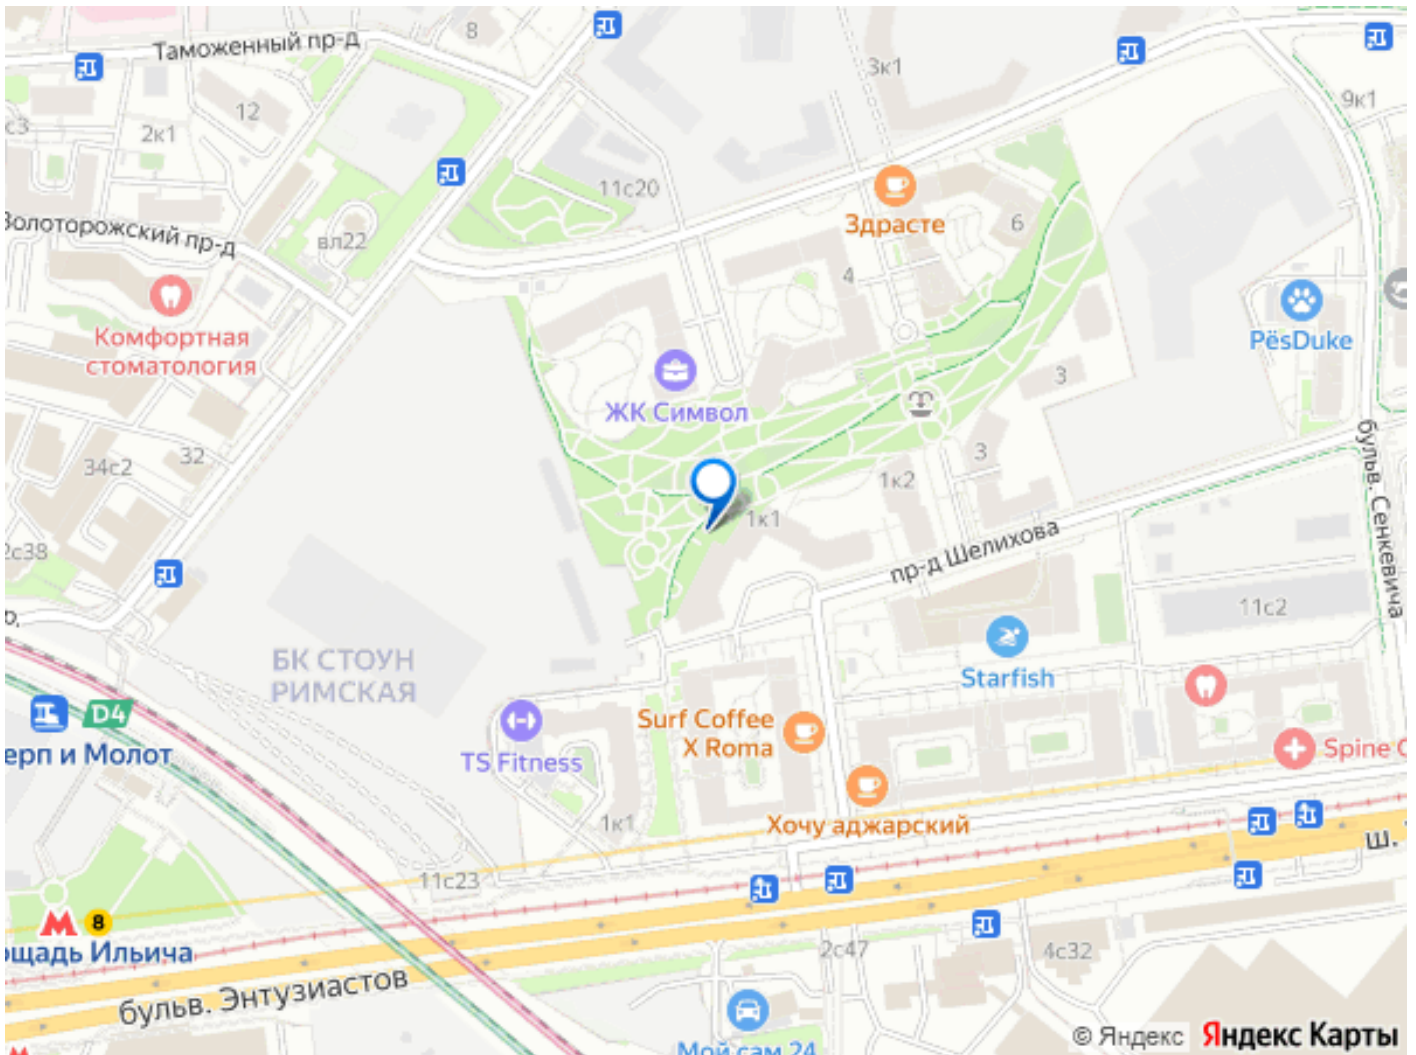 Таможенный пр-д
8
3к1
9к1
12
2к1
с3
11с20
Здрасте
6
Золоторожский пр-д
вл22
4
Комфортная
стоматология
PёsDuke
3
ЖК Символ
бульв. Сенкевича
34с2
32
3
1к2
1к1
пр-д Шелихова
2с38
11с2
БК СТОУН
РИМСКАЯ
Starfish
D4
ерп и Молот
Surf Coffee
X Roma
TS Fitness
Spine
Хочу аджарский
1к1
ш.
11с23
8
ощадь Ильича
2с47
4с32
бульв. Энтузиастов
Мой сам 24
© Яндекс Яндекс Карты